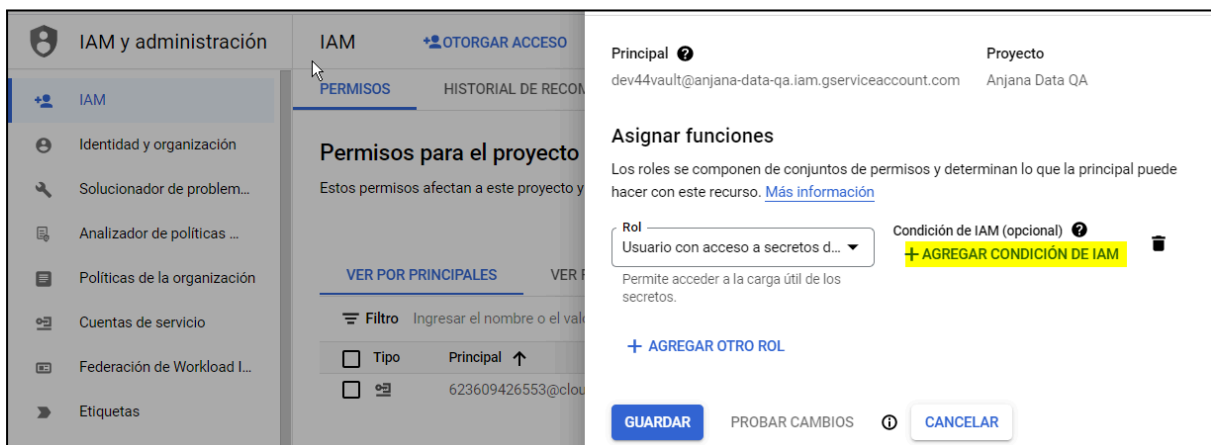 IAM y administración
IAM
Identidad y organización
Solucionador de problem...
Analizador de políticas ...
Políticas de la organización
Cuentas de servicio
Federación de Workload I...
Etiquetas
IAM
OTORGAR ACCESO
PERMISOS
HISTORIAL DE RECOM
Permisos para el proyecto
Estos permisos afectan a este proyecto y
VER POR PRINCIPALES
VER
Filtro Ingresar el nombre o el valo
Tipo Principal
623609426553@clou
Principal
Proyecto
dev44vault@anjana-data-qa.iam.gserviceaccount.com
Anjana Data QA
Asignar funciones
Los roles se componen de conjuntos de permisos y determinan lo que la principal puede
hacer con este recurso. Más información
Rol
Usuario con acceso a secretos d...
Permite acceder a la carga útil de los
secretos.
Condición de IAM (opcional)
+ AGREGAR CONDICIÓN DE IAM
+ AGREGAR OTRO ROL
GUARDAR
PROBAR CAMBIOS
CANCELAR